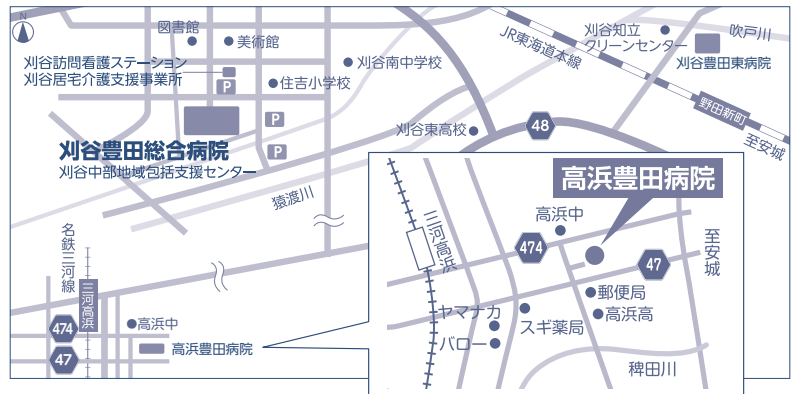 N
図書館
美術館
刈谷訪問看護ステーション
刈谷居宅介護支援事業所
P
住吉小学校
刈谷南中学校
JR東海道本線
刈谷知立
クリーンセンター
吹戸川
刈谷豊田東病院
野田新町
至安城
P
P
刈谷東高校
48
刈谷豊田総合病院
刈谷中部地域包括支援センター
猿渡川
名鉄三河線
三河高浜
474
47
高浜中
高浜豊田病院
高浜豊田病院
高浜中
三河高浜
474
47
至安城
郵便局
高浜高
ヤマナカ
スギ薬局
バロー
稗田川